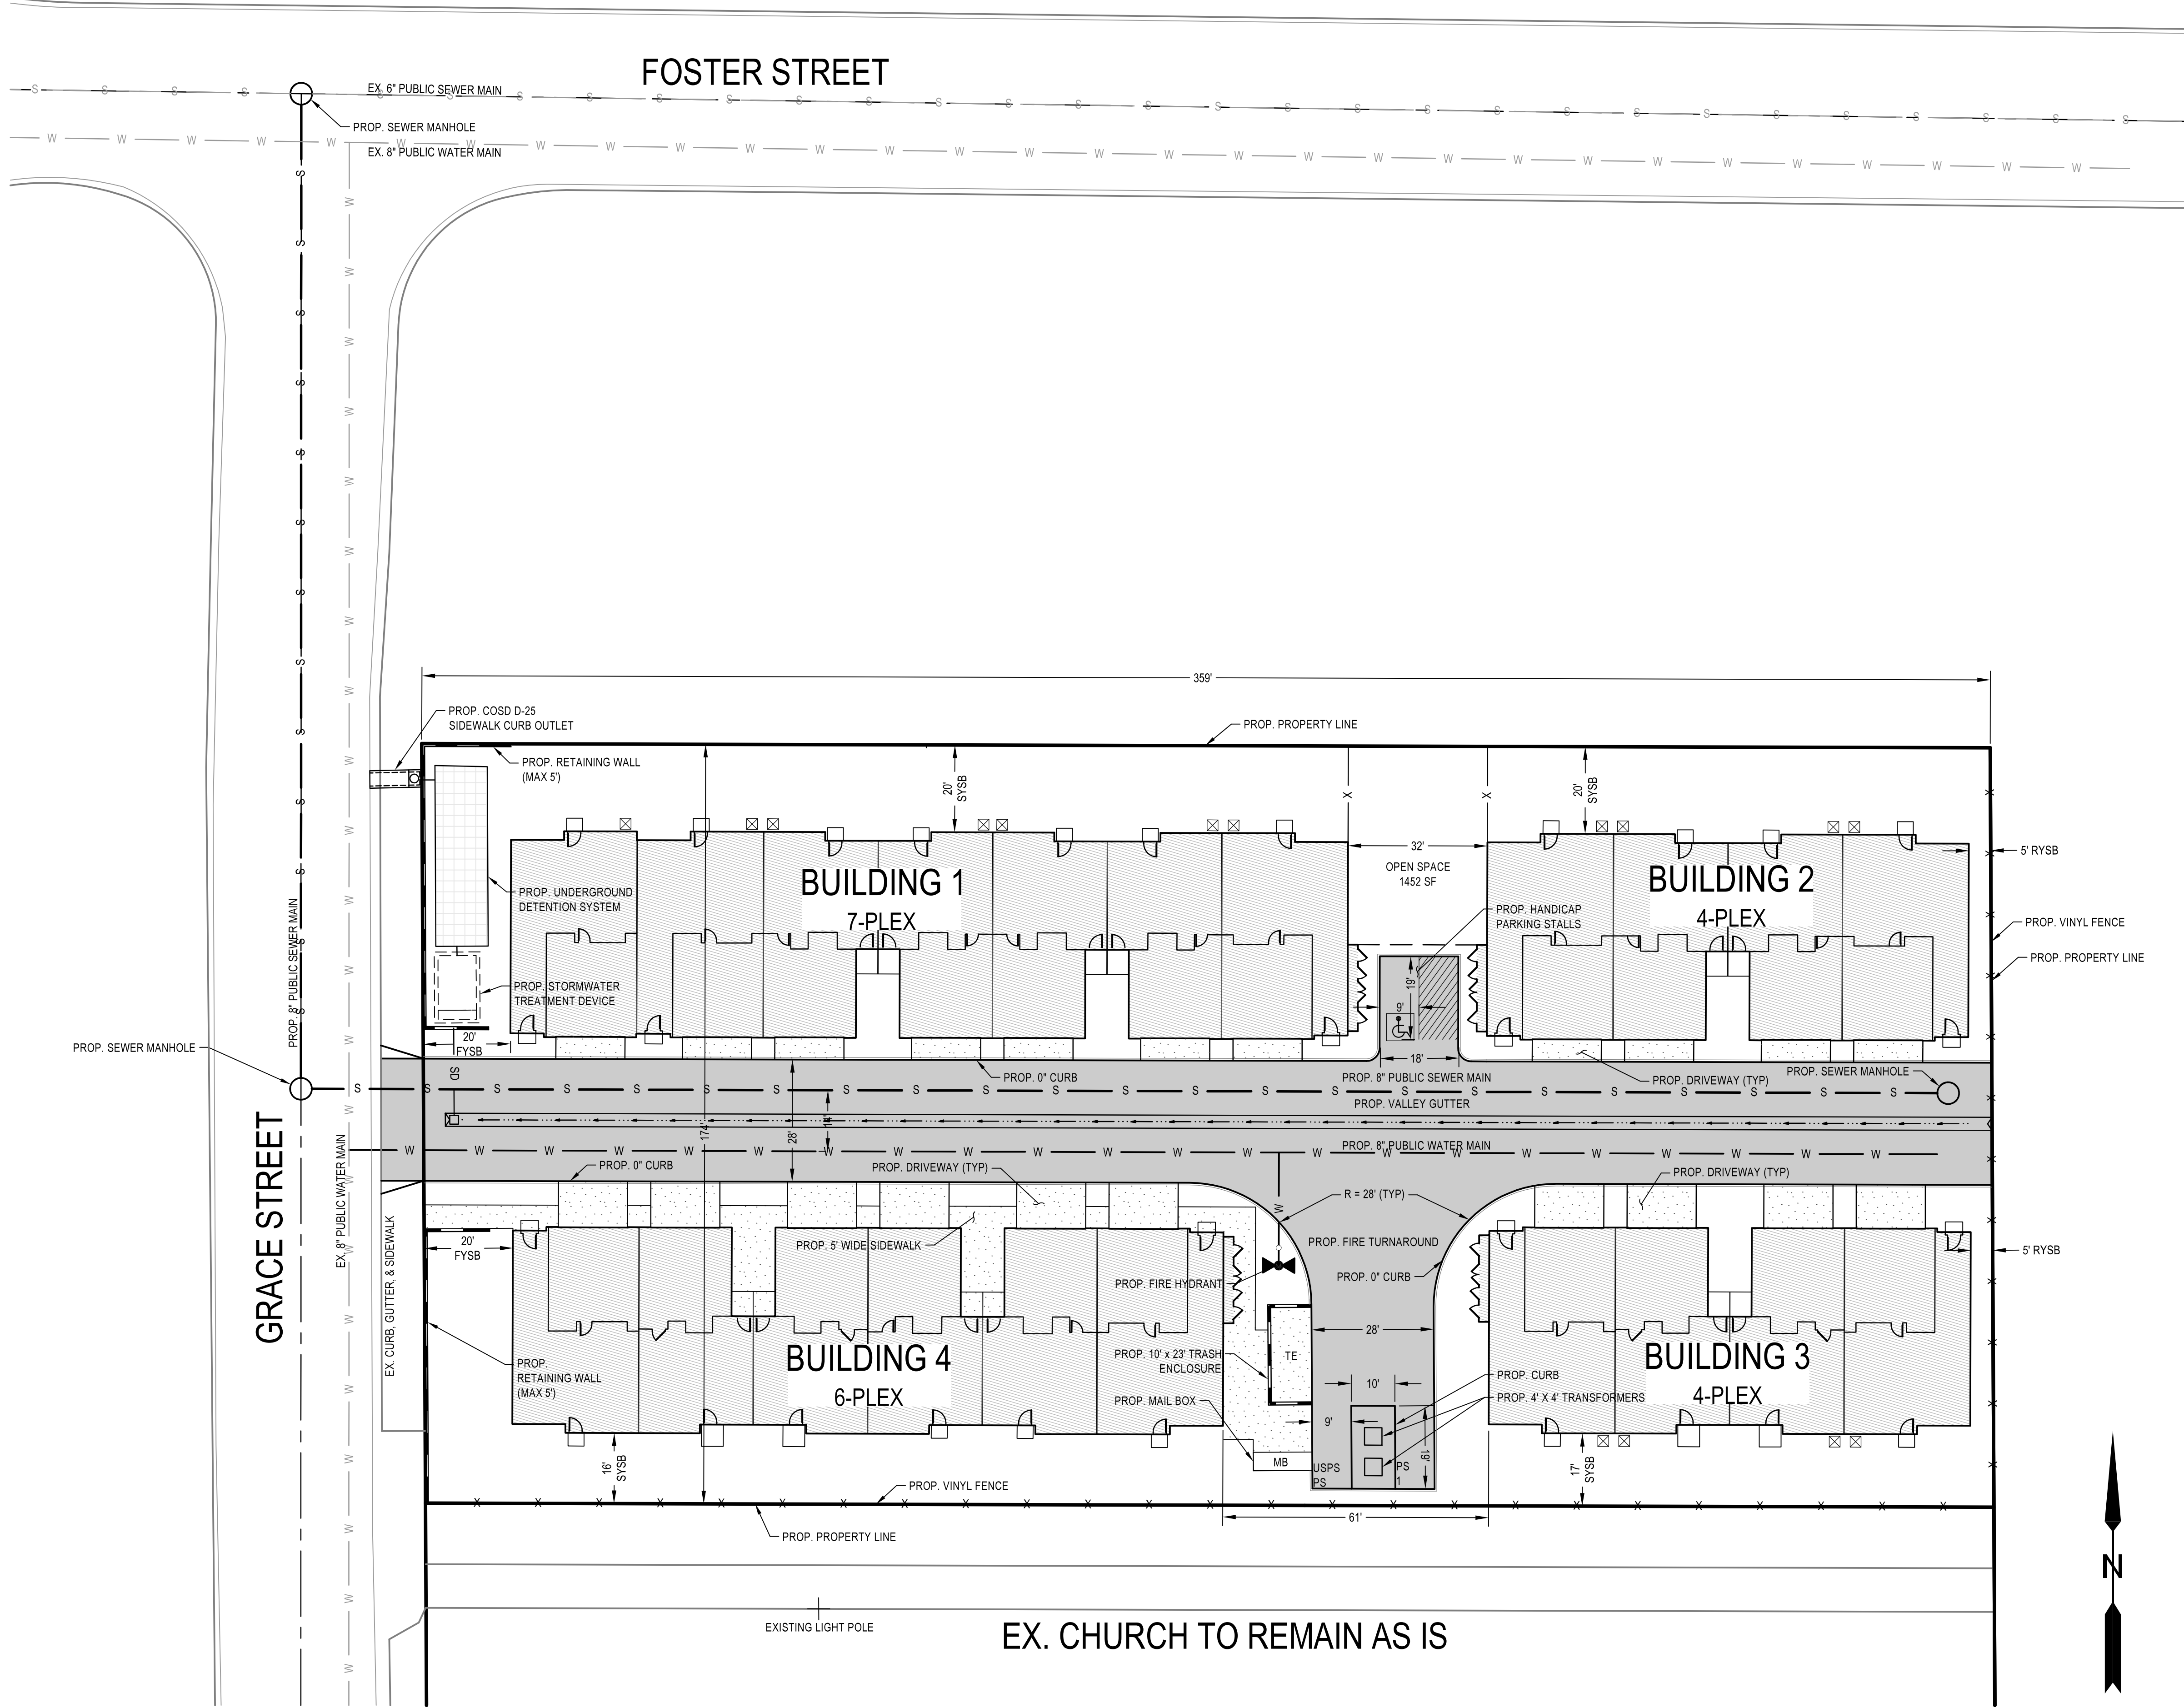 FOSTER STREET
EX. 6" PUBLIC SEWER MAIN
PROP. SEWER MANHOLE
EX. 8" PUBLIC WATER MAIN
359'
PROP. COSD D-25
SIDEWALK CURB OUTLET
PROP. PROPERTY LINE
PROP. RETAINING WALL
(MAX 5')
20'
SYSB
20'
SYSB
32'
OPEN SPACE
1452 SF
5' RYSB
BUILDING 1
7-PLEX
BUILDING 2
4-PLEX
PROP. UNDERGROUND
DETENTION SYSTEM
PROP. HANDICAP
PARKING STALLS
PROP. VINYL FENCE
PROP. PROPERTY LINE
PROP. 8" PUBLIC SEWER MAIN
PROP. STORMWATER
TREATMENT DEVICE
19'
9'
18'
20'
FYSB
PROP. SEWER MANHOLE
SD
PROP. 0" CURB
PROP. 8" PUBLIC SEWER MAIN
PROP. DRIVEWAY (TYP)
PROP. SEWER MANHOLE
PROP. VALLEY GUTTER
174'
28'
14'
PROP. 8" PUBLIC WATER MAIN
GRACE STREET
EX. 8" PUBLIC WATER MAIN
EX. CURB, GUTTER, & SIDEWALK
PROP. 0" CURB
PROP. DRIVEWAY (TYP)
PROP. DRIVEWAY (TYP)
R = 28' (TYP)
20'
FYSB
PROP. 5' WIDE SIDEWALK
PROP. FIRE TURNAROUND
5' RYSB
PROP. FIRE HYDRANT
PROP. 0" CURB
28'
BUILDING 4
6-PLEX
BUILDING 3
4-PLEX
PROP.
RETAINING WALL
(MAX 5')
PROP. 10' x 23' TRASH
ENCLOSURE
TE
PROP. CURB
10'
PROP. 4' X 4' TRANSFORMERS
PROP. MAIL BOX
9'
19'
MB
USPS
PS
PS
1
16'
SYSB
17'
SYSB
PROP. VINYL FENCE
61'
PROP. PROPERTY LINE
N
EXISTING LIGHT POLE
EX. CHURCH TO REMAIN AS IS